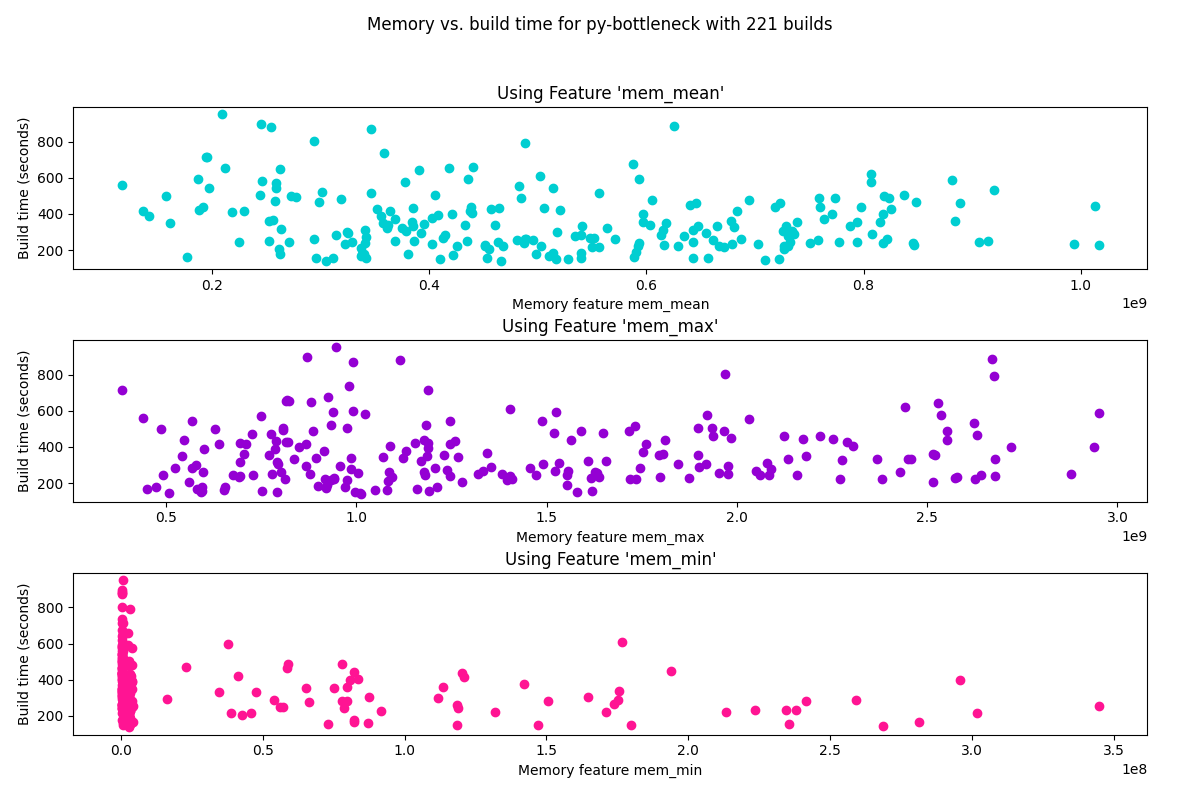 Memory vs. build time for py-bottleneck with 221 builds
Using Feature 'mem_mean'
Build time (seconds)
800
600
400
200
0.2 0.4 0.6 0.8 1.0
1e9
Memory feature mem_mean
Using Feature 'mem_max'
Build time (seconds)
800
600
400
200
0.5 1.0 1.5 2.0 2.5 3.0
1e9
Memory feature mem_max
Using Feature 'mem_min'
Build time (seconds)
800
600
400
200
0.0 0.5 1.0 1.5 2.0 2.5 3.0 3.5
1e8
Memory feature mem_min